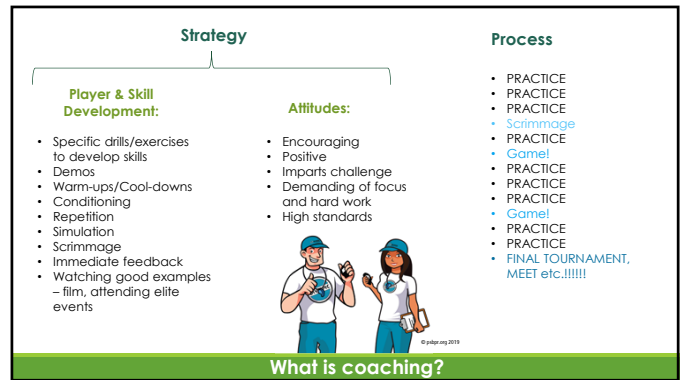 Strategy
Player & Skill
Development:
• Specific drills/exercises
to develop skills
• Demos
• Warm-ups/Cool-downs
• Conditioning
• Repetition
• Simulation
• Scrimmage
• Immediate feedback
• Watching good examples
– film, attending elite
events
Attitudes:
• Encouraging
• Positive
• Imparts challenge
• Demanding of focus
and hard work
• High standards
Process
• PRACTICE
• PRACTICE
• PRACTICE
• Scrimmage
• PRACTICE
• Game!
• PRACTICE
• PRACTICE
• PRACTICE
• Game!
• PRACTICE
• PRACTICE
• FINAL TOURNAMENT,
MEET etc.!!!!!!
© psbpr.org 2019
What is coaching?